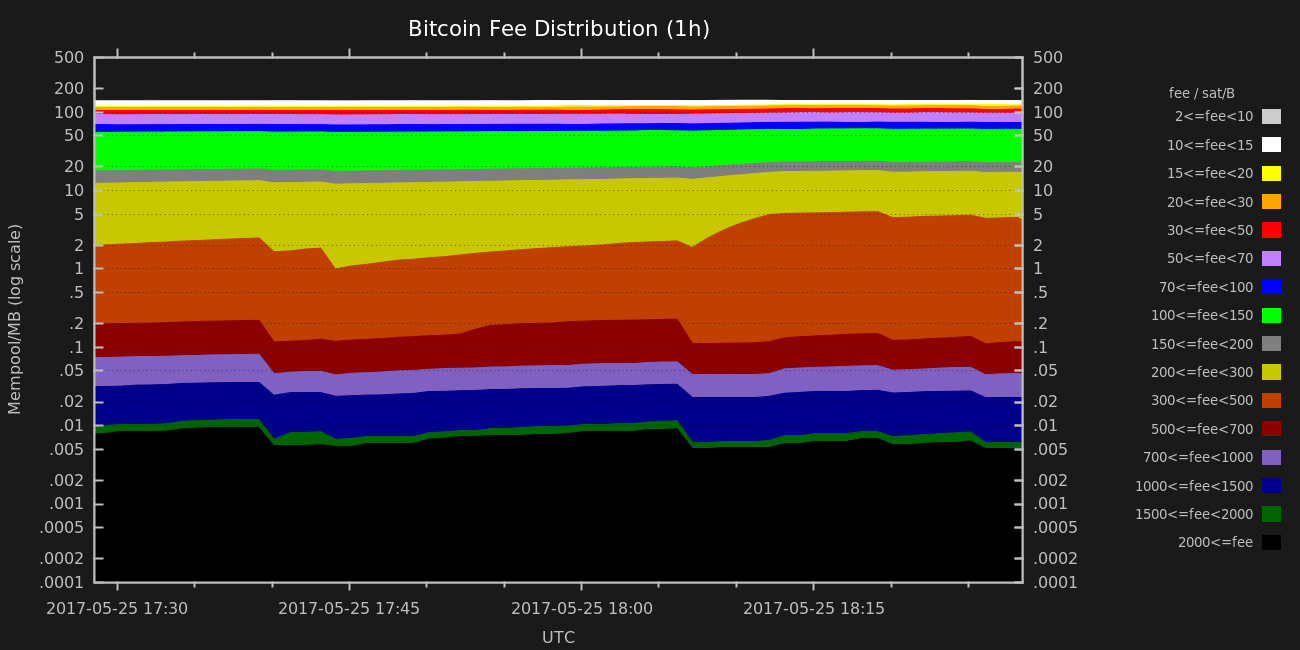 Bitcoin Fee Distribution (1h)
Mempool/MB (log scale)
500
200
100
50
20
10
5
2
1
.5
.2
.1
.05
.02
.01
.005
.002
.001
.0005
.0002
.0001
500
200
100
50
20
10
5
2
1
.5
.2
.1
.05
.02
.01
.005
.002
.001
.0005
.0002
.0001
2017-05-25 17:30 2017-05-25 17:45 2017-05-25 18:00 2017-05-25 18:15
UTC
fee / sat/B
2<=fee<10
10<=fee<15
15<=fee<20
20<=fee<30
30<=fee<50
50<=fee<70
70<=fee<100
100<=fee<150
150<=fee<200
200<=fee<300
300<=fee<500
500<=fee<700
700<=fee<1000
1000<=fee<1500
1500<=fee<2000
2000<=fee